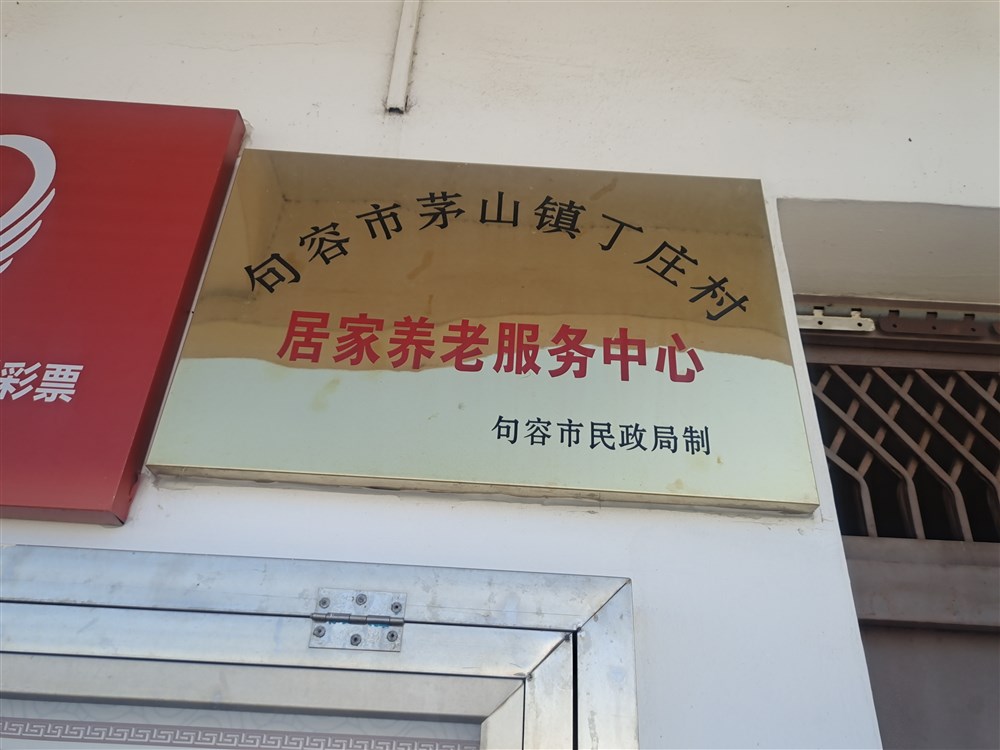 句容市茅山镇丁庄村
居家养老服务中心
句容市民政局制
彩票